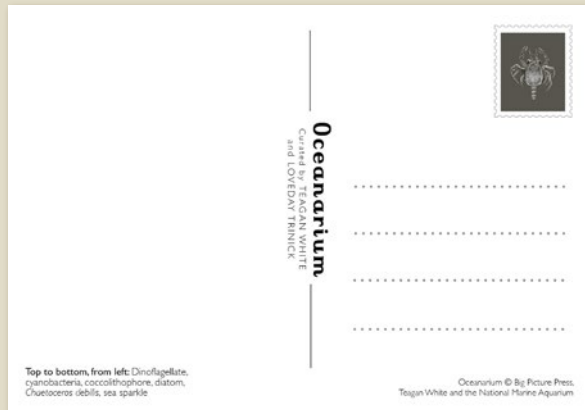 Oceanarium
Curated by TEAGAN WHITE
and LOVEDAY TRINICK
Top to bottom, from left: Dinoflagellate,
cyanobacteria, coccolithophore, diatom,
Chaetoceros debilis, sea sparkle
Oceanarium © Big Picture Press,
Teagan White and the National Marine Aquarium